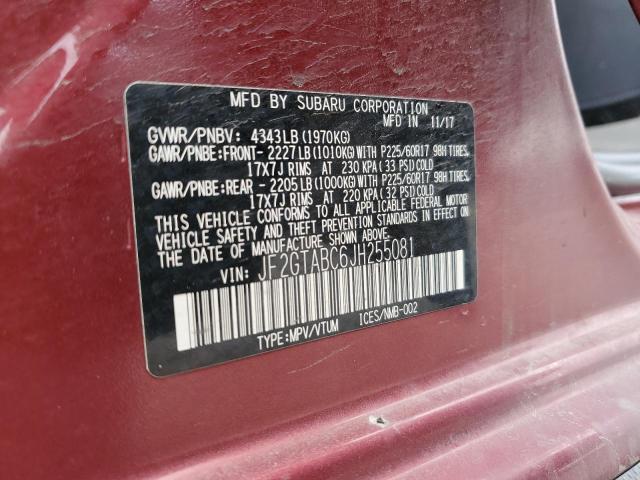 MFD BY SUBARU CORPORATION
MFD IN 11/17
GVWR/PNBV: 4343LB (1970KG)
GAWR/PNBE:FRONT- 2227LB (1010KG) WITH P225/60R17 98H TIRES,
17X7J RIMS AT 230 KPA (33 PSI) COLD
GAWR/PNBE:REAR - 2205LB (1000KG) WITH P225/60R17 98H TIRES,
17X7J RIMS AT 220 KPA (32 PSI) COLD
THIS VEHICLE CONFORMS TO ALL APPLICABLE FEDERAL MOTOR
VEHICLE SAFETY AND THEFT PREVENTION STANDARDS IN EFFECT
ON THE DATE OF MANUFACTURE SHOWN ABOVE.
VIN: JF2GTABC6JH255081
TYPE:MPV/VTUM ICES/NMB-002